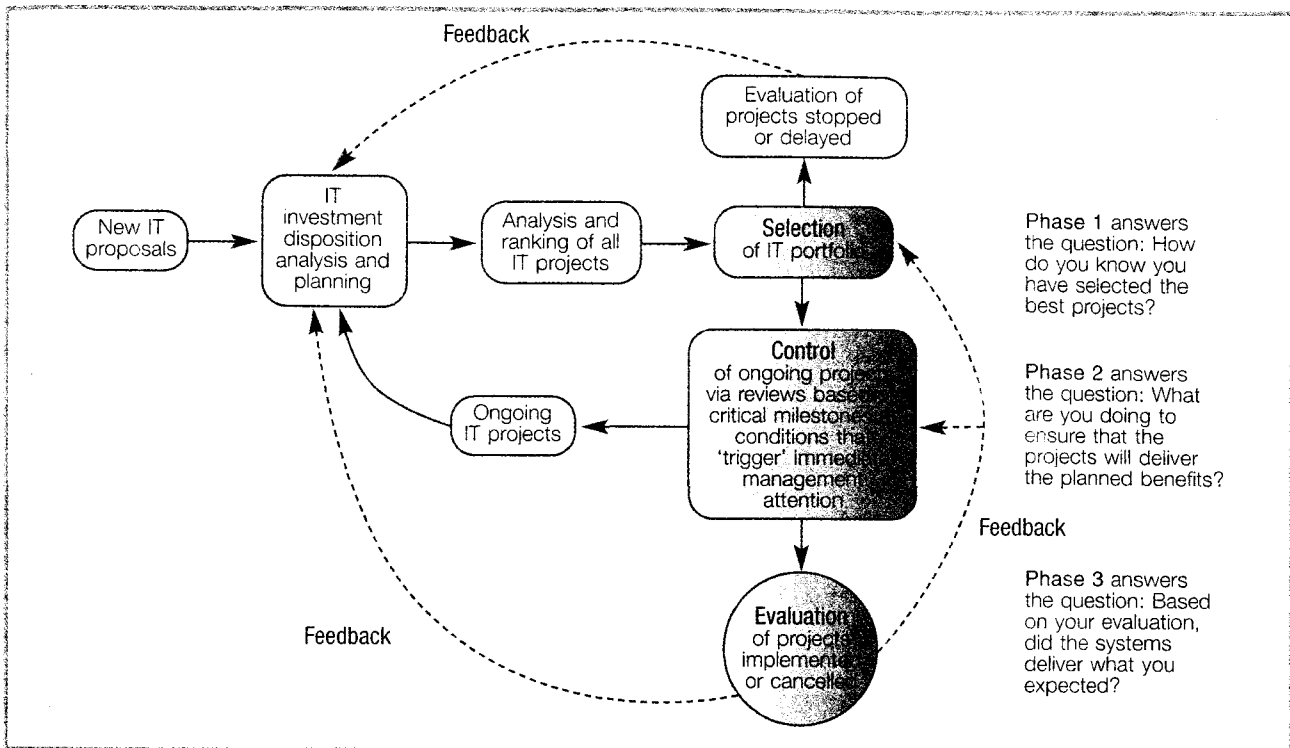 Feedback
Evaluation of
projects stopped
or delayed
New IT
proposals
IT
investment
disposition
analysis and
planning
Analysis and
ranking of all
IT projects
Selection
of IT portfolio
Phase 1 answers
the question: How
do you know you
have selected the
best projects?
Control
of ongoing
via reviews
critical
conditions
'trigger'
management
attention
Ongoing
IT projects
Phase 2 answers
the question: What
are you doing to
ensure that the
projects will deliver
the planned benefits?
Feedback
Evaluation
of projects
or cancelled
Feedback
Phase 3 answers
the question: Based
on your evaluation,
did the systems
deliver what you
expected?